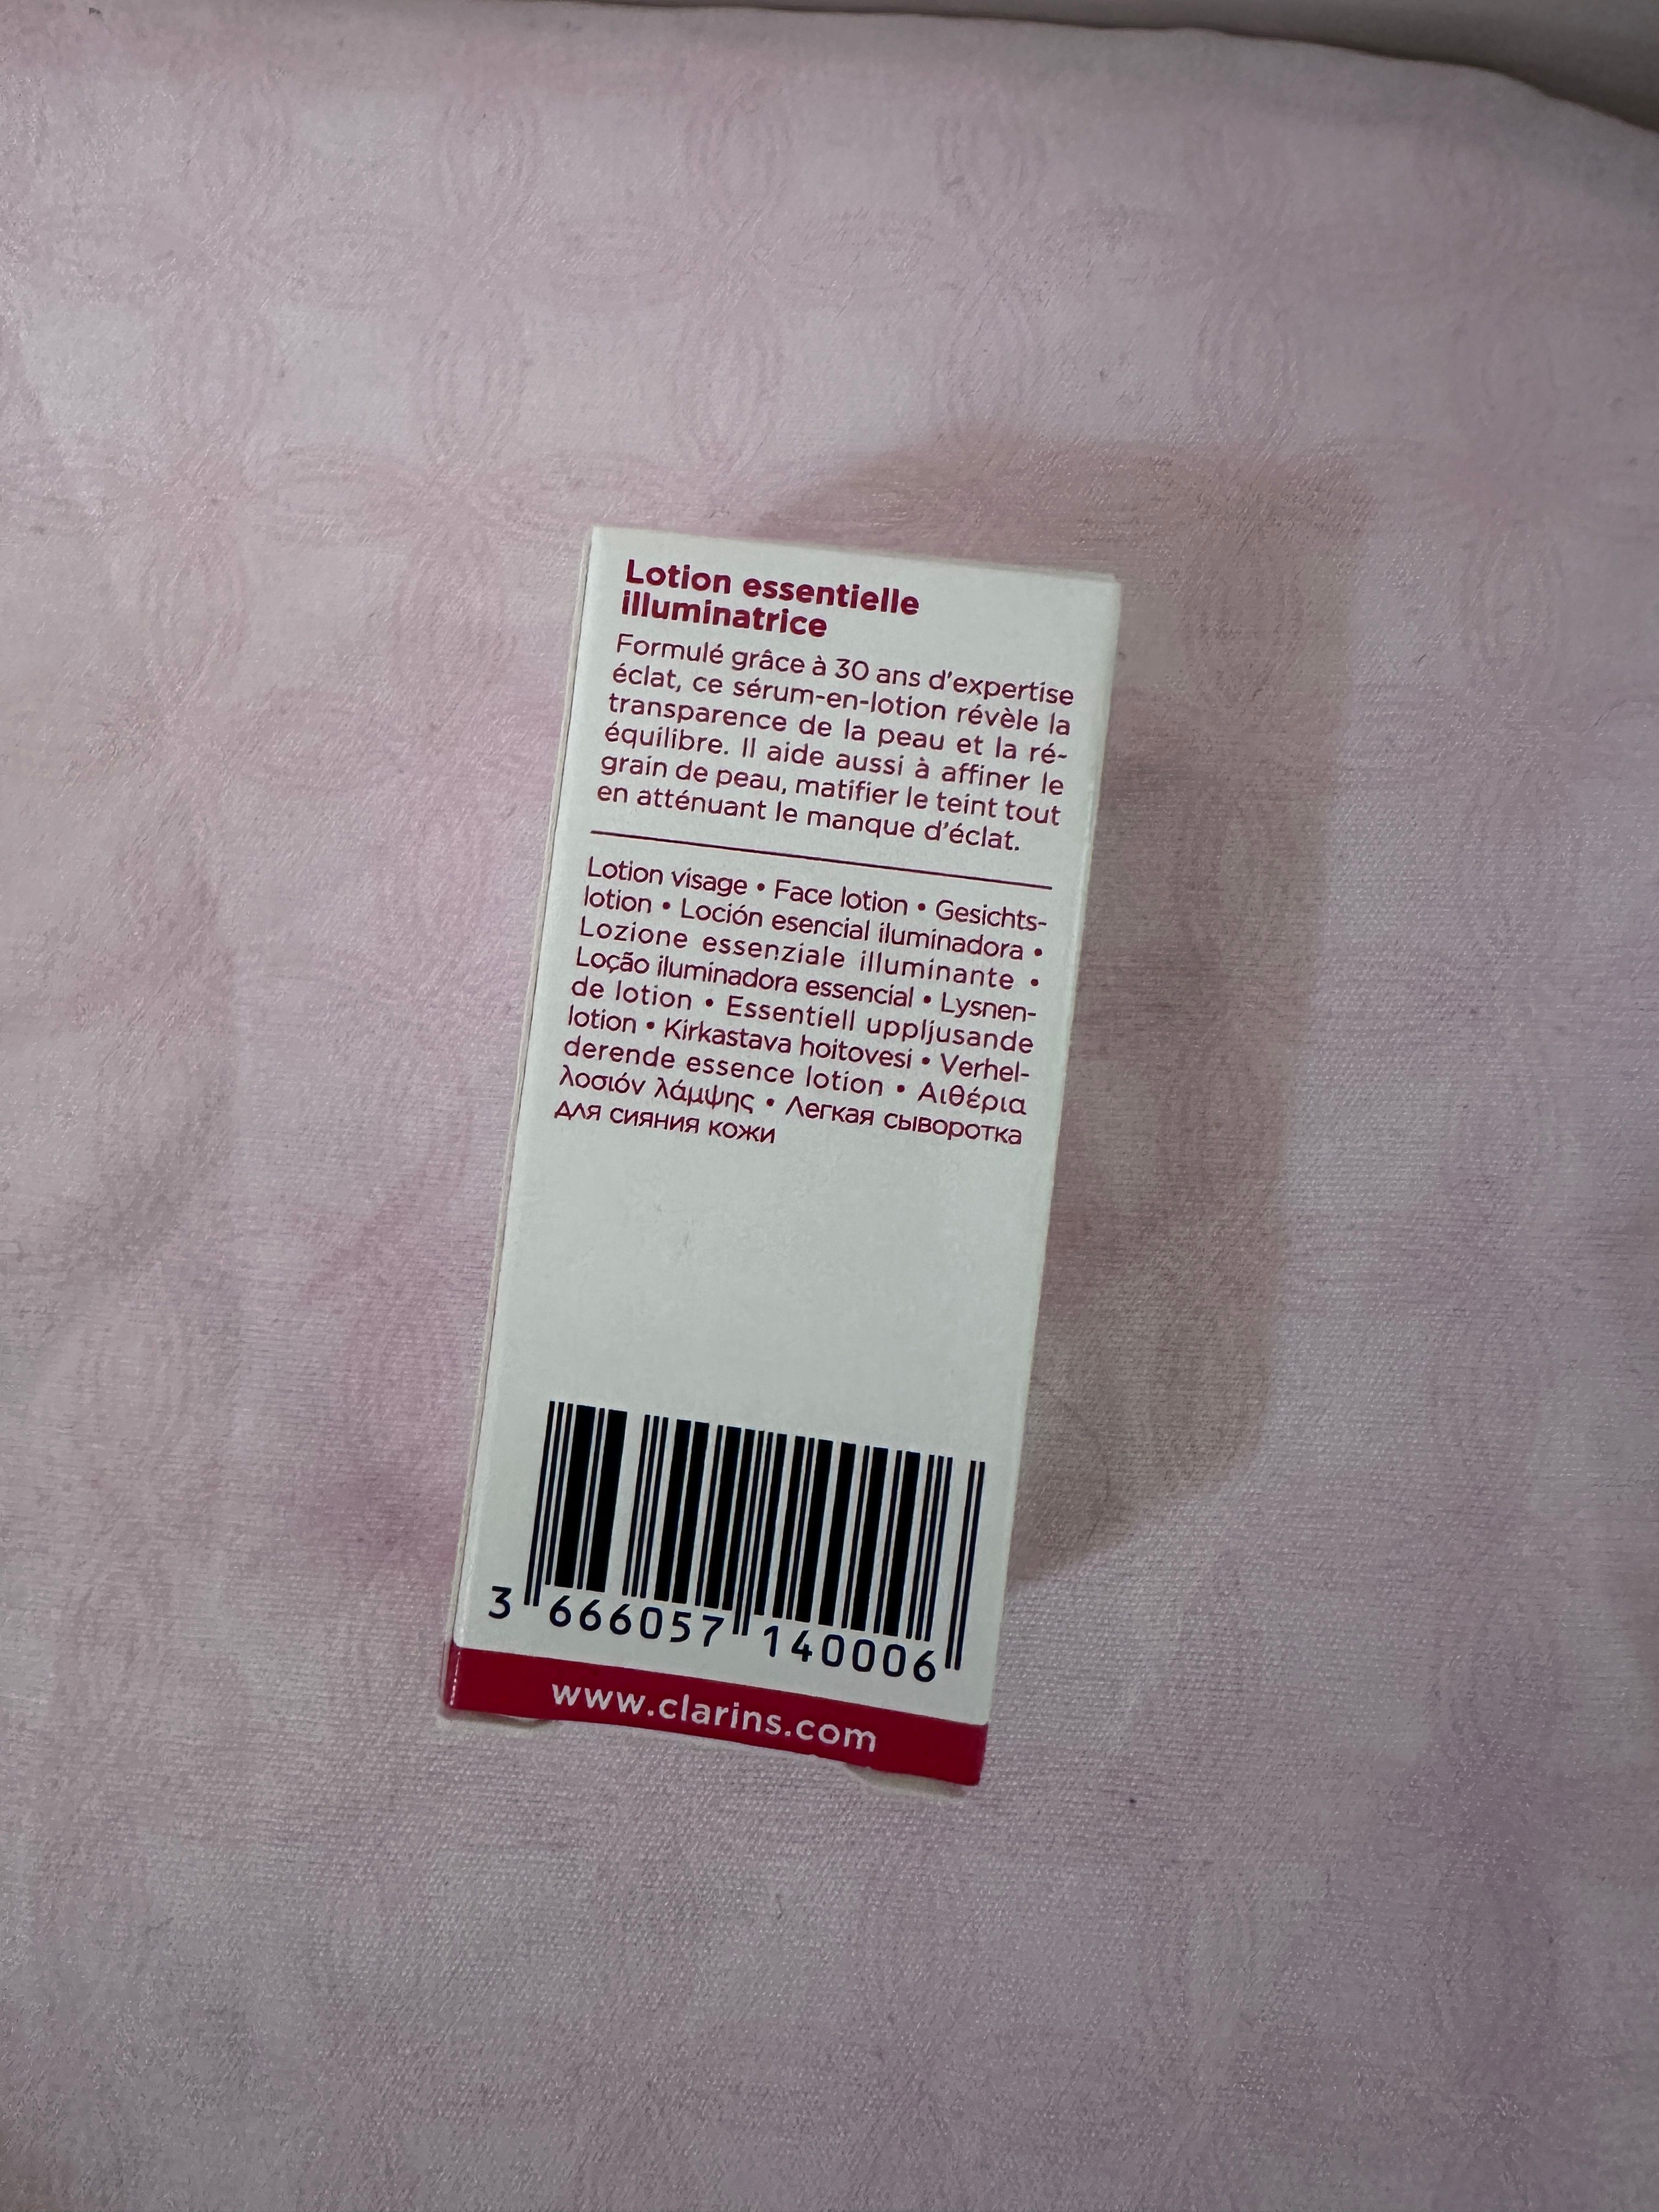 Lotion essentielle
illuminatrice
Formulé grâce à 30 ans d'expertise
éclat, ce sérum-en-lotion révèle la
transparence de la peau et la ré-
équilibre. Il aide aussi à affiner le
grain de peau, matifier le teint tout
en atténuant le manque d'éclat.
Lotion visage • Face lotion • Gesichts-
lotion • Loción esencial iluminadora •
Lozione essenziale illuminante •
Loção iluminadora essencial • Lysnen-
de lotion • Essentiell uppljusande
lotion • Kirkastava hoitovesi • Verhel-
derende essence lotion • Αιθέρια
λοσιόν λάμψης • Легкая сыворотка
для сияния кожи
3 666057 140006
www.clarins.com